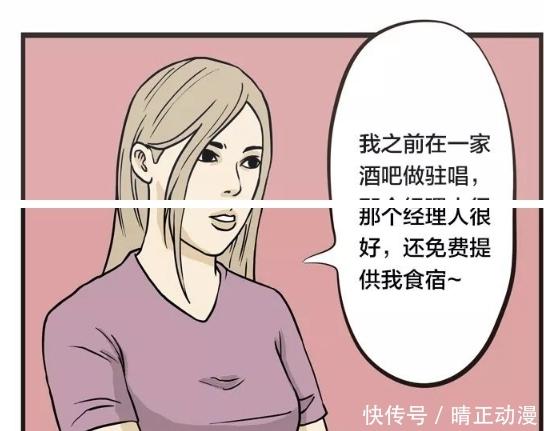 我之前在一家
酒吧做驻唱，
那个经理人很
好，还免费提
供我食宿~
快传号 / 晴正动漫